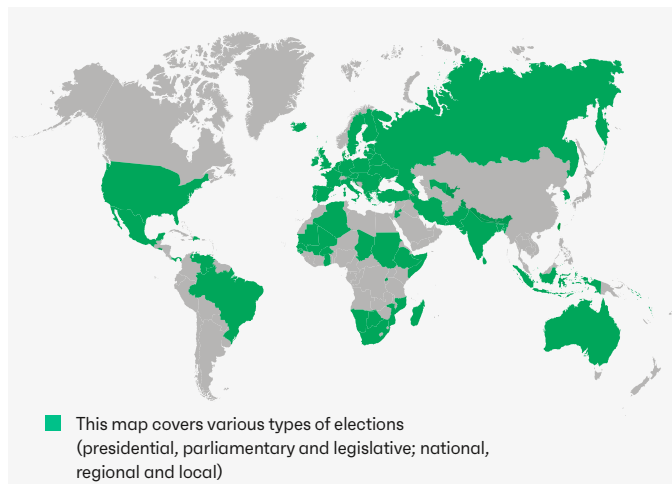 This map covers various types of elections
(presidential, parliamentary and legislative; national,
regional and local)